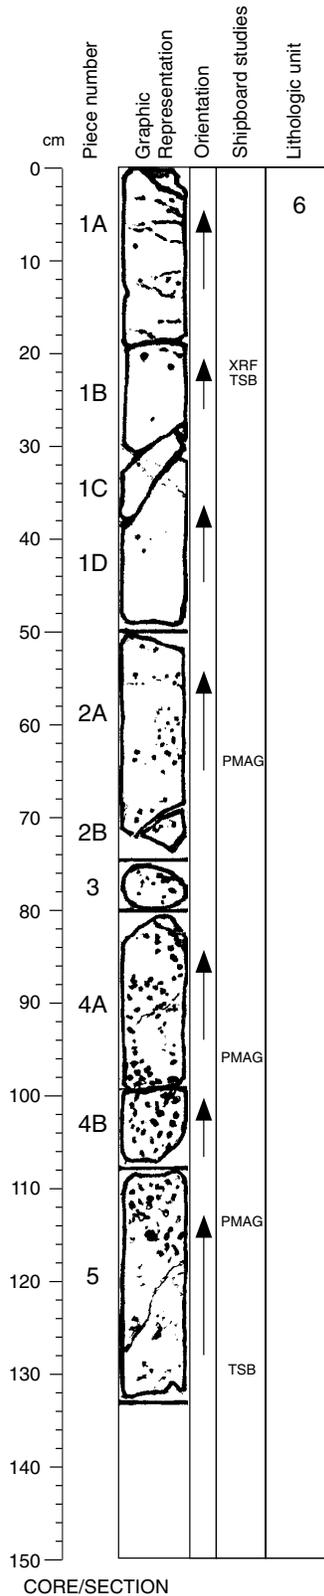 cm
Piece number
Graphic
Representation
Orientation
Shipboard studies
Lithologic unit
0
6
1A
10
20
XRF
TSB
1B
30
1C
40
1D
50
2A
60
PMAG
70
2B
3
80
90
4A
PMAG
100
4B
110
PMAG
120
5
130
TSB
140
150
CORE/SECTION